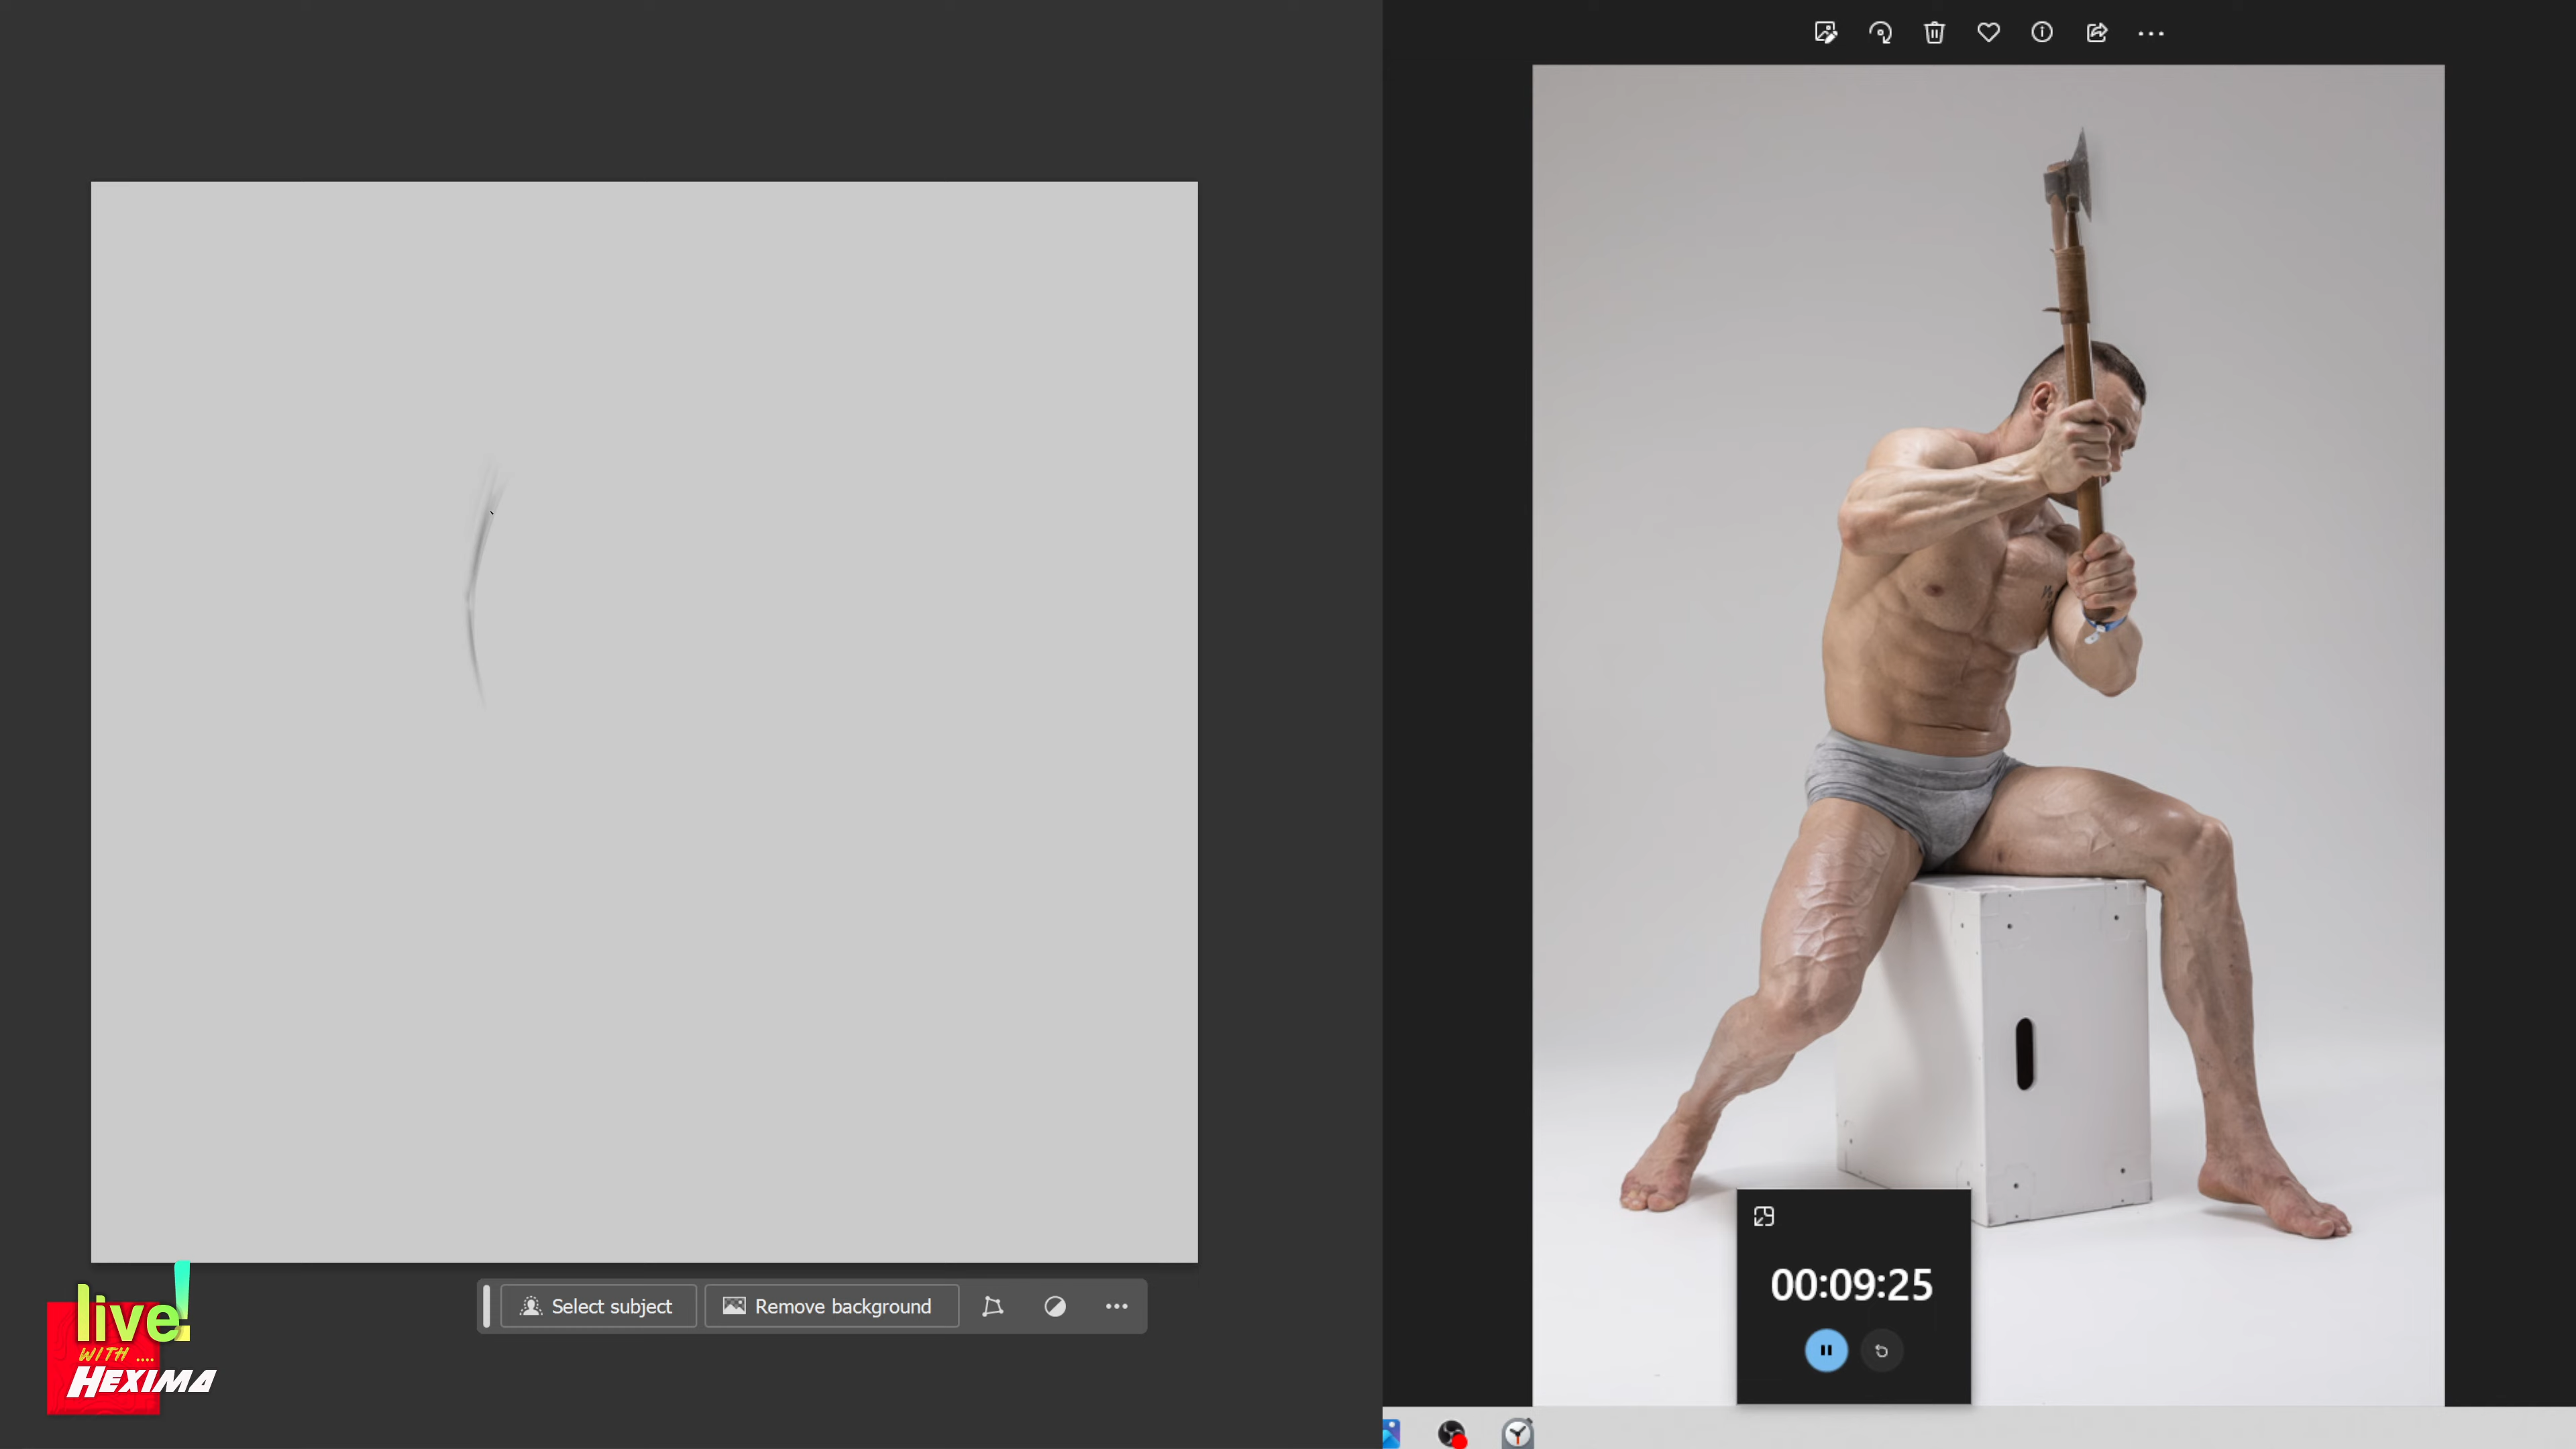 Select subject
Remove background
live!
WITH ....
HEXIMA
00:09:25